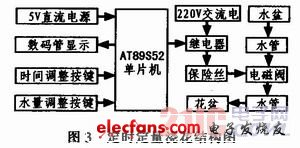 5V直流电源
数码管显示
时间调整按键
水量调整按键
AT89S52
单片机
220V交流电
继电器
保险丝
花盆
水盆
水管
电磁阀
水管
图3 定时定量浇花结构图
elecfans.com 电子发烧友